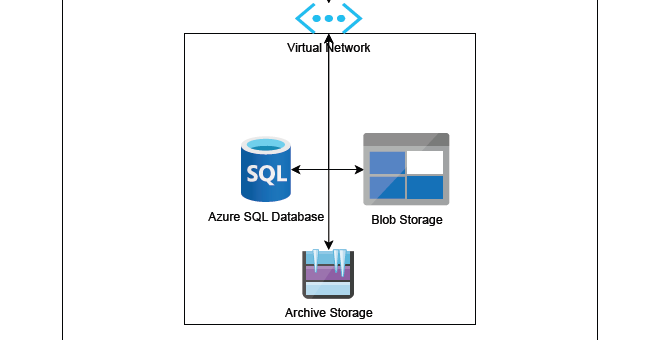 Virtual Network
SQL
Azure SQL Database
Blob Storage
Archive Storage